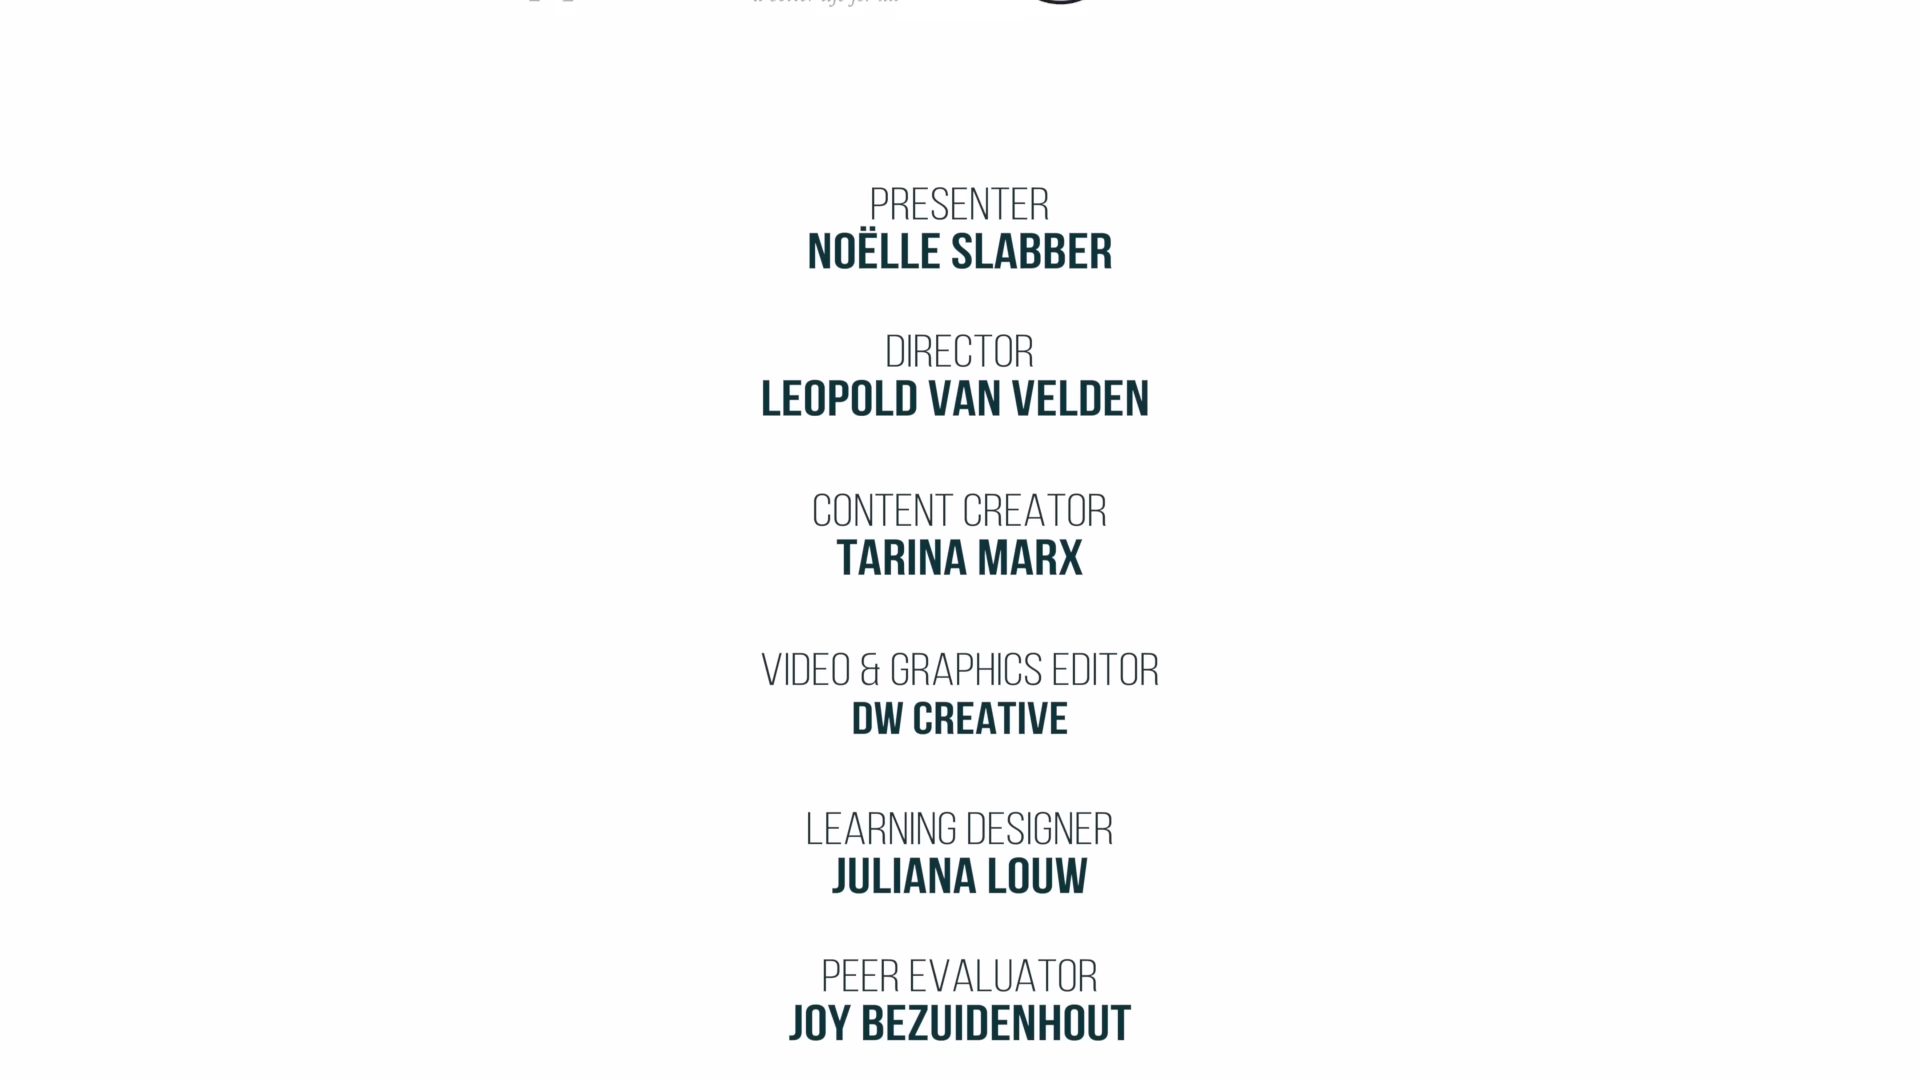 PRESENTER
NOËLLE SLABBER
DIRECTOR
LEOPOLD VAN VELDEN
CONTENT CREATOR
TARINA MARX
VIDEO & GRAPHICS EDITOR
DW CREATIVE
LEARNING DESIGNER
JULIANA LOUW
PEER EVALUATOR
JOY BEZUIDENHOUT